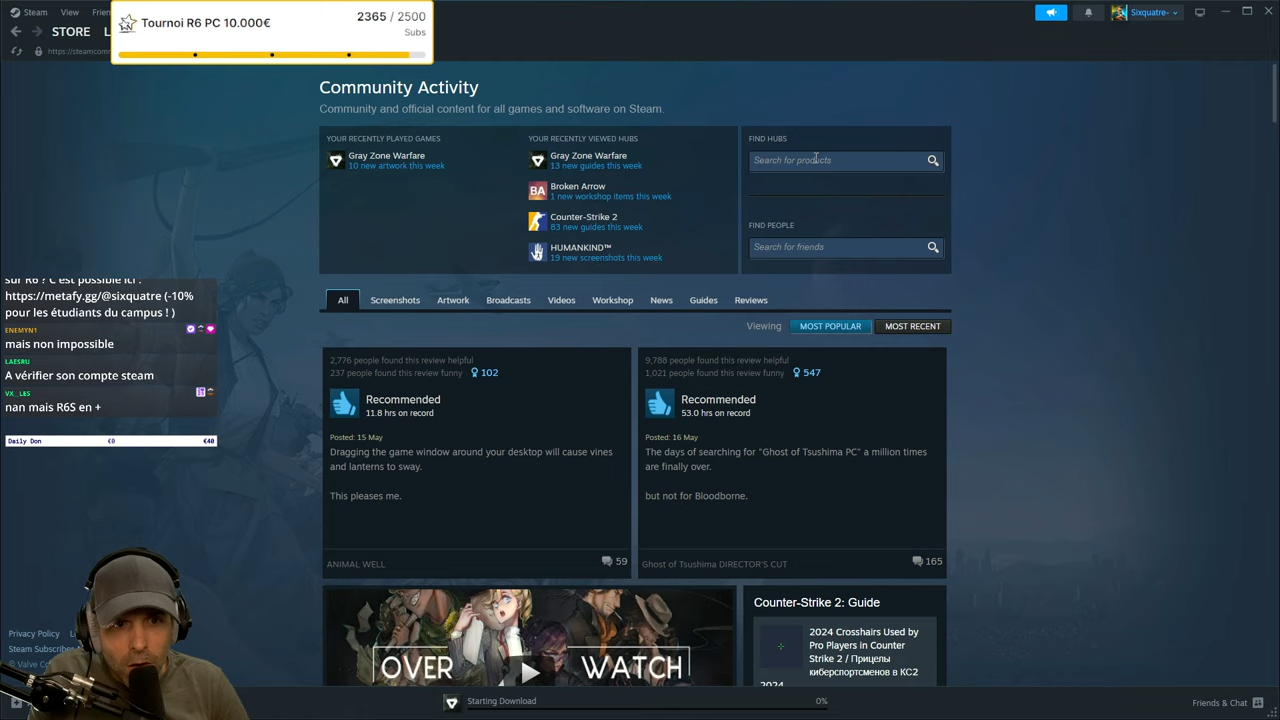 Steam
View
Sixquatre-
Tournoi R6 PC 10.000€
2365 / 2500
Subs
STORE
Community Activity
Community and official content for all games and software on Steam.
YOUR RECENTLY PLAYED GAMES
Gray Zone Warfare
10 new artwork this week
YOUR RECENTLY VIEWED HUBS
Gray Zone Warfare
13 new guides this week
BA
Broken Arrow
1 new workshop items this week
Counter-Strike 2
83 new guides this week
HUMANKIND™
19 new screenshots this week
FIND HUBS
Search for products
FIND PEOPLE
Search for friends
All
Screenshots
Artwork
Broadcasts
Videos
Workshop
News
Guides
Reviews
Viewing
MOST POPULAR
MOST RECENT
sur R6 ? C'est possible ici :
https://metafy.gg/@sixquatre (-10%
pour les étudiants du campus ! )
ENEMYN1
mais non impossible
LAESRU
A vérifier son compte steam
VX_LES
nan mais R6S en +
Daily Don
€0
€40
2,776 people found this review helpful
237 people found this review funny
102
Recommended
11.8 hrs on record
Posted: 15 May
Dragging the game window around your desktop will cause vines
and lanterns to sway.
This pleases me.
ANIMAL WELL
59
9,788 people found this review helpful
1,021 people found this review funny
547
Recommended
53.0 hrs on record
Posted: 16 May
The days of searching for "Ghost of Tsushima PC" a million times
are finally over.
but not for Bloodborne.
Ghost of Tsushima DIRECTOR'S CUT
165
OVER
WATCH
Counter-Strike 2: Guide
2024 Crosshairs Used by
Pro Players in Counter
Strike 2 / Прицелы
киберспортсменов в КС2
2024
Privacy Policy
Steam Subscriber
© Valve
Starting Download
0%
Friends & Chat